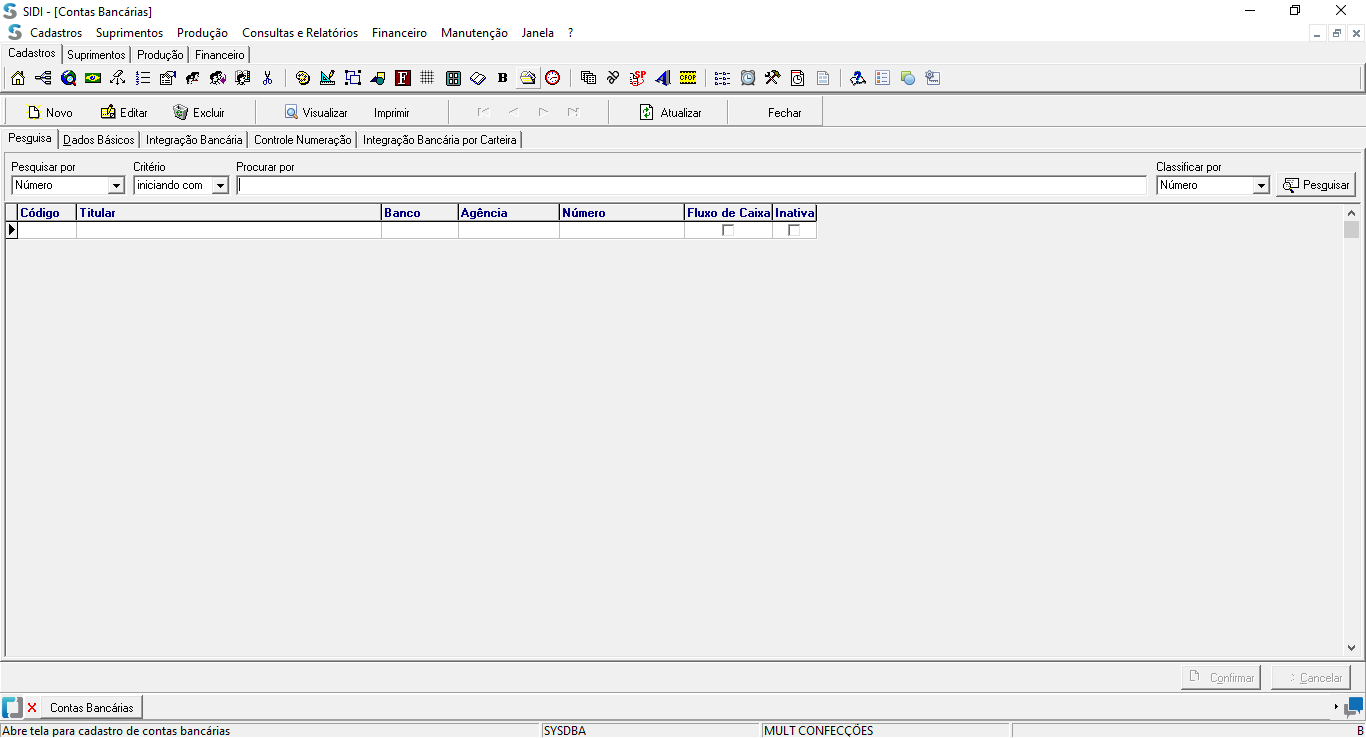 SIDI - [Contas Bancárias]
Cadastros Suprimentos Produção Consultas e Relatórios Financeiro Manutenção Janela ?
Cadastros Suprimentos Produção Financeiro
F B SP CFOP
Novo Editar Excluir Visualizar Imprimir Atualizar Fechar
Pesquisa Dados Básicos Integração Bancária Controle Numeração Integração Bancária por Carteira
Pesquisar por Critério Procurar por Classificar por
Número iniciando com Número Pesquisar
Código Titular Banco Agência Número Fluxo de Caixa Inativa
Confirmar Cancelar
Contas Bancárias
Abre tela para cadastro de contas bancárias SYSDBA MULT CONFECÇÕES B